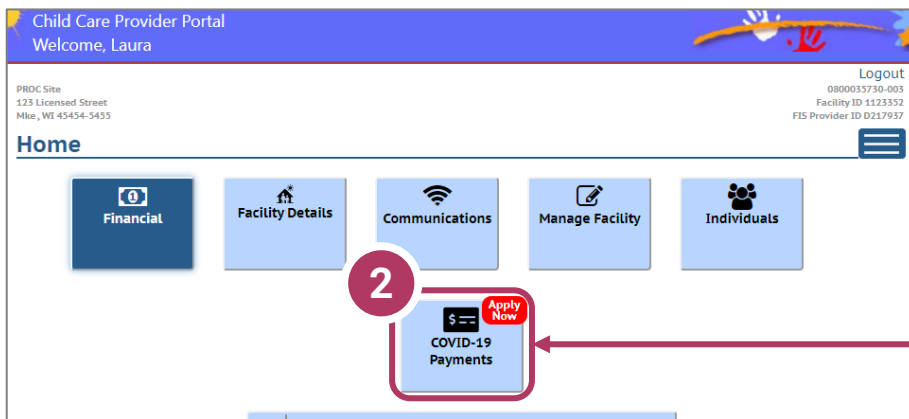 Child Care Provider Portal
Welcome, Laura
Logout
PROC Site
0800035730-003
123 Licensed Street
Facility ID 1123352
Mke , WI 45454-5455
FIS Provider ID D217937
Home
Financial
Facility Details
Communications
Manage Facility
Individuals
2
Apply
Now
$
COVID-19
Payments